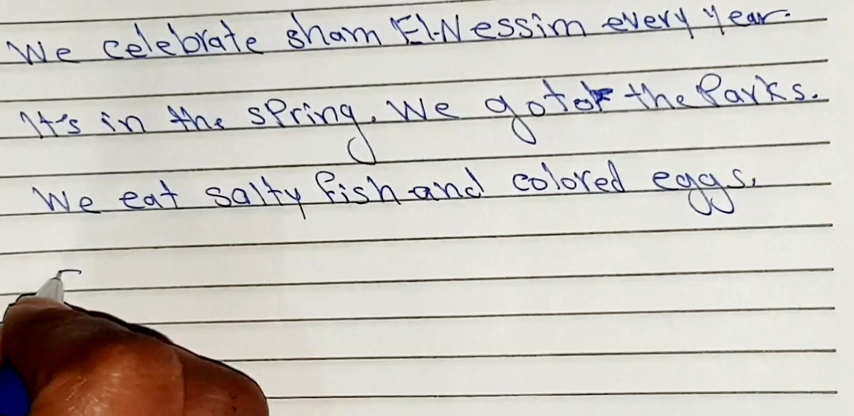 We celebrate sham El-Nessim every year.
It's in the spring. We go to the Parks.
We eat salty fish and colored eggs.